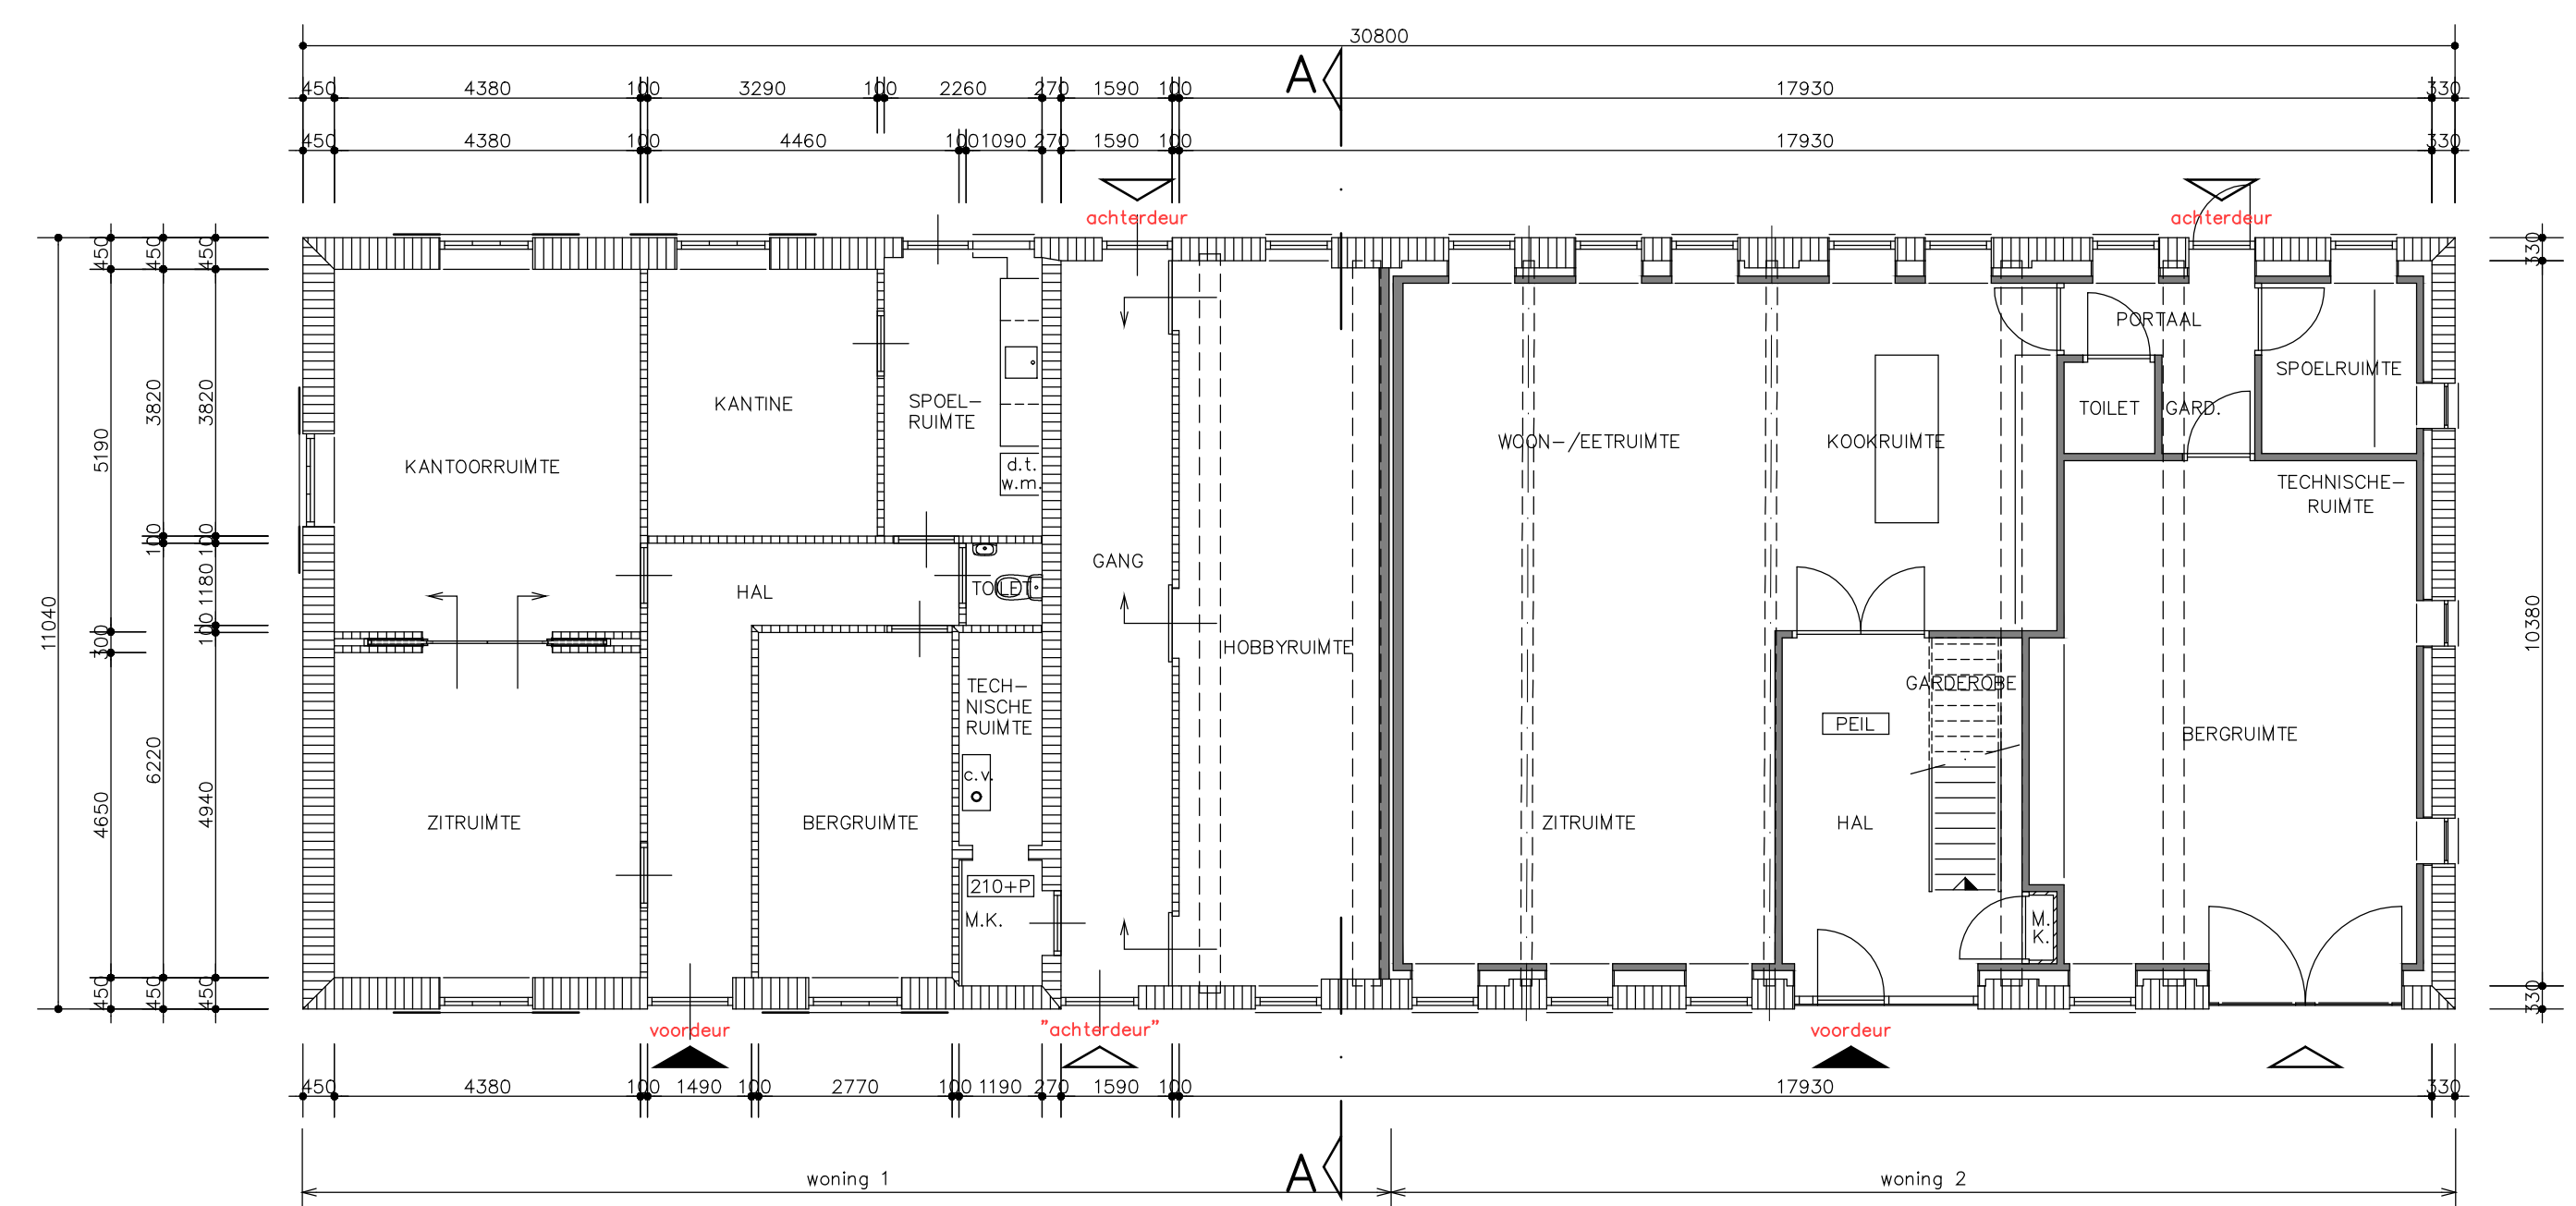 30800
A
450 4380 100 3290 100 2260 270 1590 100 17930 330
450 4380 100 4460 100 1090 270 1590 100 17930 330
achterdeur
achterdeur
450
450
450
330
3820
3820
5190
100
100
1180
100
11040
300
6220
4650
4940
10380
450
450
450
330
PORTAAL
SPOELRUIMTE
KANTINE
SPOEL-
RUIMTE
TOILET
GARD.
WOON-/EETRUIMTE
KOOKRUIMTE
KANTOORRUIMTE
d.t.
w.m.
TECHNISCHE-
RUIMTE
GANG
HAL
TOILET
HOBBYRUIMTE
TECH-
NISCHE
RUIMTE
GARDEROBE
PEIL
BERGRUIMTE
c.v.
ZITRUIMTE
BERGRUIMTE
ZITRUIMTE
HAL
210+P
M.K.
M.
K.
voordeur
"achterdeur"
voordeur
450 4380 100 1490 100 2770 100 1190 270 1590 100 17930 330
woning 1
A
woning 2